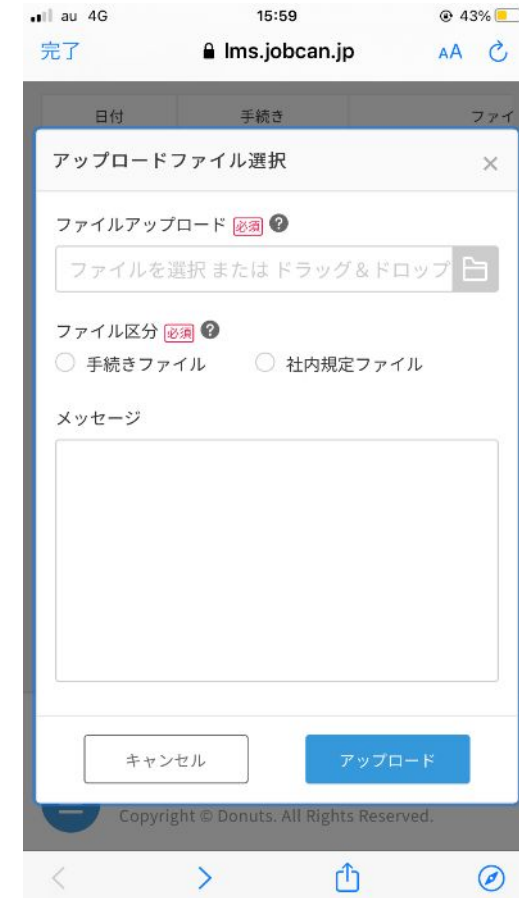 au 4G 15:59 43%
完了 lms.jobcan.jp AA
日付 手続き ファイ
アップロードファイル選択 ×
ファイルアップロード 必須 ?
ファイルを選択 または ドラッグ&ドロップ
ファイル区分 必須 ?
手続きファイル 社内規定ファイル
メッセージ
キャンセル アップロード
Copyright © Donuts. All Rights Reserved.